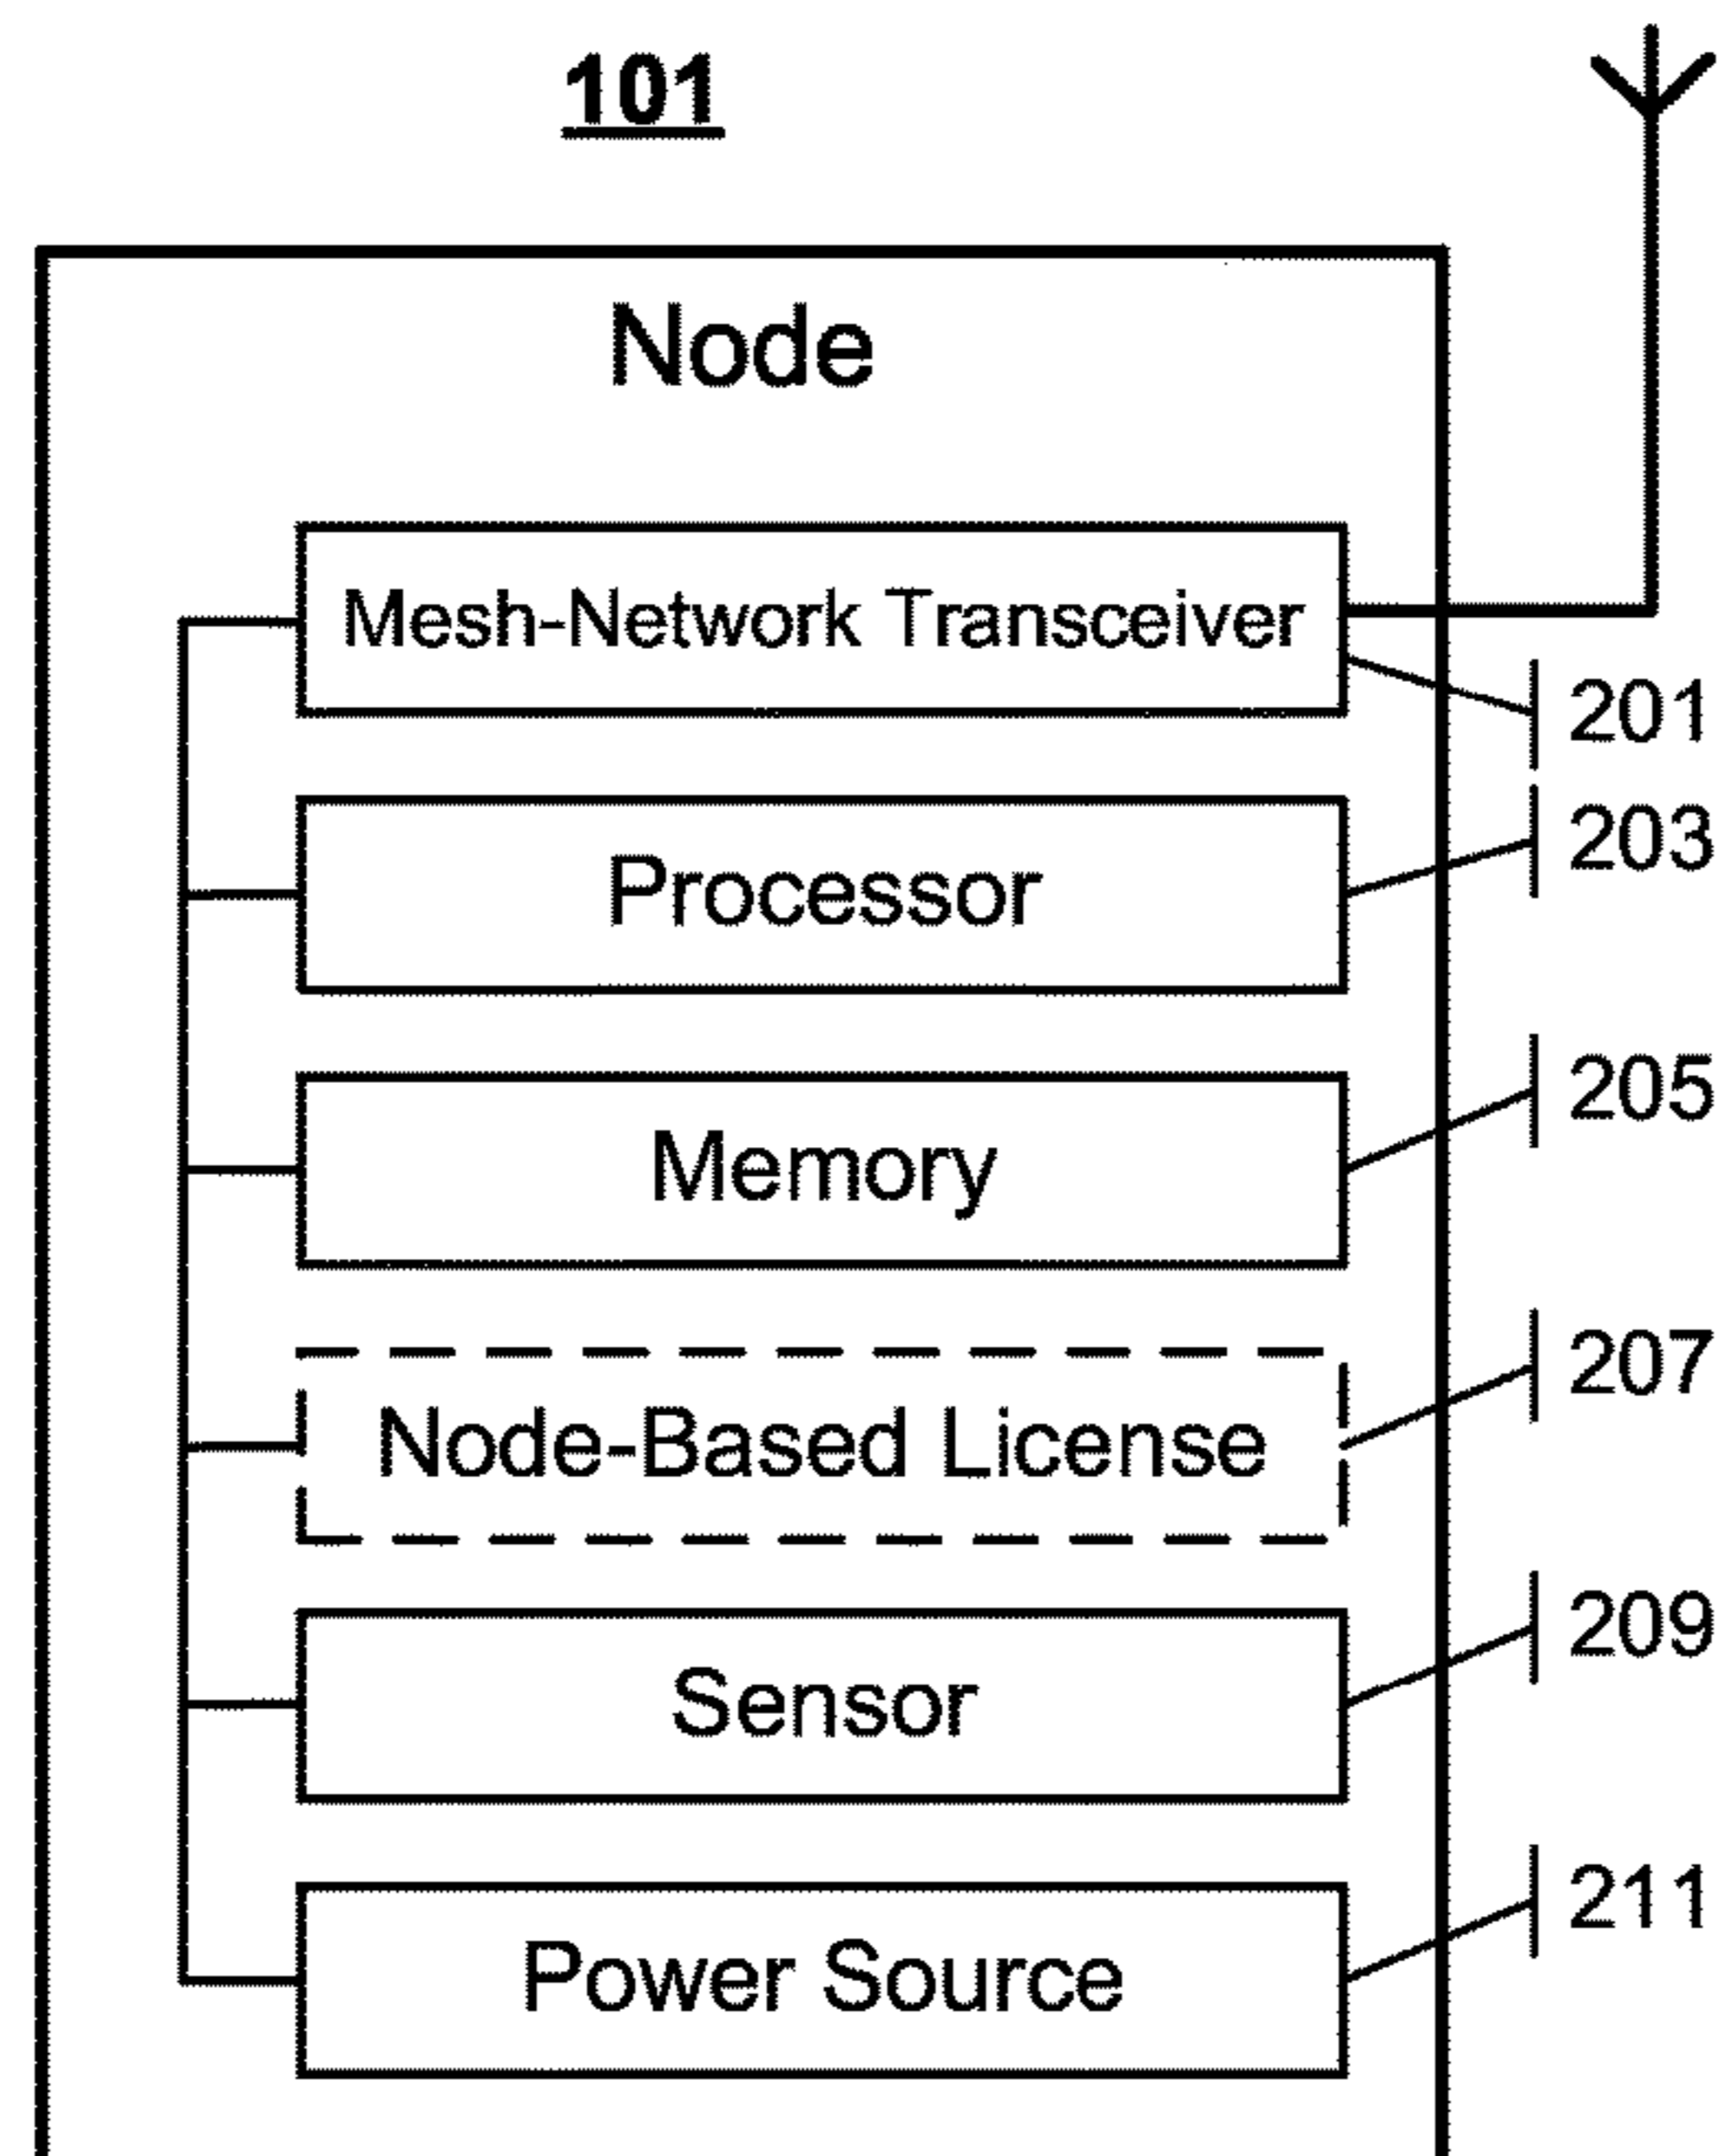 101
Node
Mesh-Network Transceiver
201
Processor
203
Memory
205
Node-Based License
207
Sensor
209
Power Source
211